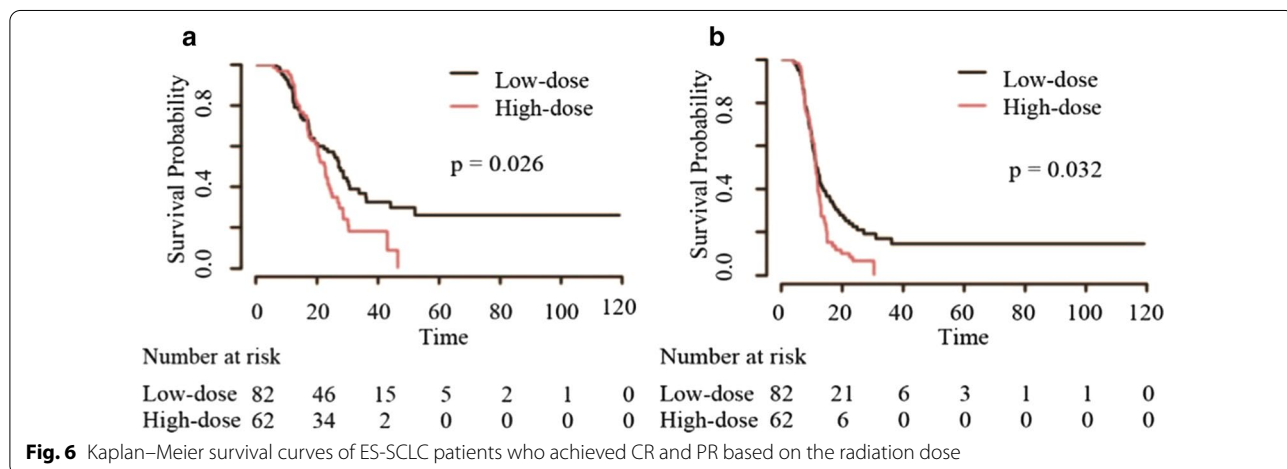 a
b
Survival Probability
0.0 0.4 0.8
Low-dose
High-dose
p = 0.026
0 20 40 60 80 100 120
Time
Number at risk
Low-dose 82 46 15 5 2 1 0
High-dose 62 34 2 0 0 0 0
Survival Probability
0.0 0.4 0.8
Low-dose
High-dose
p = 0.032
0 20 40 60 80 100 120
Time
Number at risk
Low-dose 82 21 6 3 1 1 0
High-dose 62 6 0 0 0 0 0
Fig. 6 Kaplan–Meier survival curves of ES-SCLC patients who achieved CR and PR based on the radiation dose